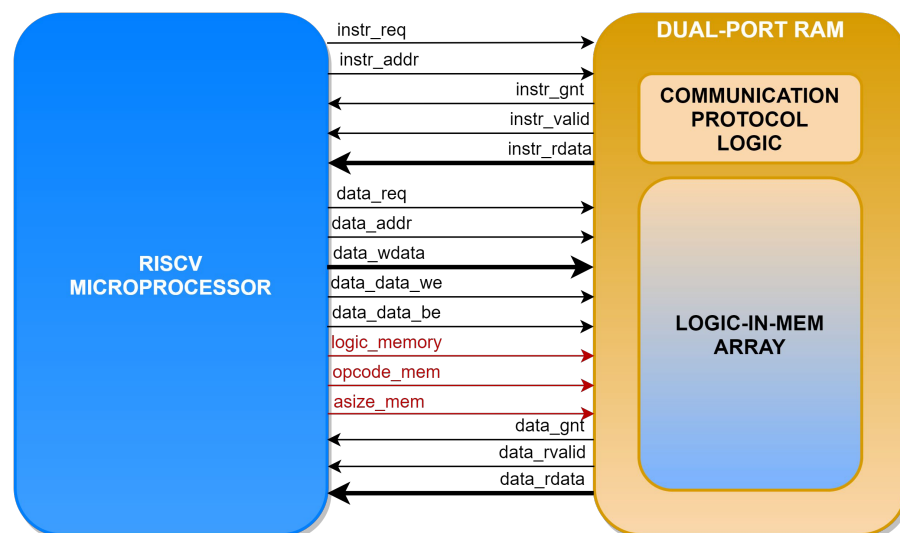 instr_req
DUAL-PORT RAM
instr_addr
instr_gnt
COMMUNICATION
PROTOCOL
LOGIC
instr_valid
instr_rdata
data_req
data_addr
data_wdata
RISCV
MICROPROCESSOR
data_data_we
data_data_be
LOGIC-IN-MEM
ARRAY
logic_memory
opcode_mem
asize_mem
data_gnt
data_rvalid
data_rdata